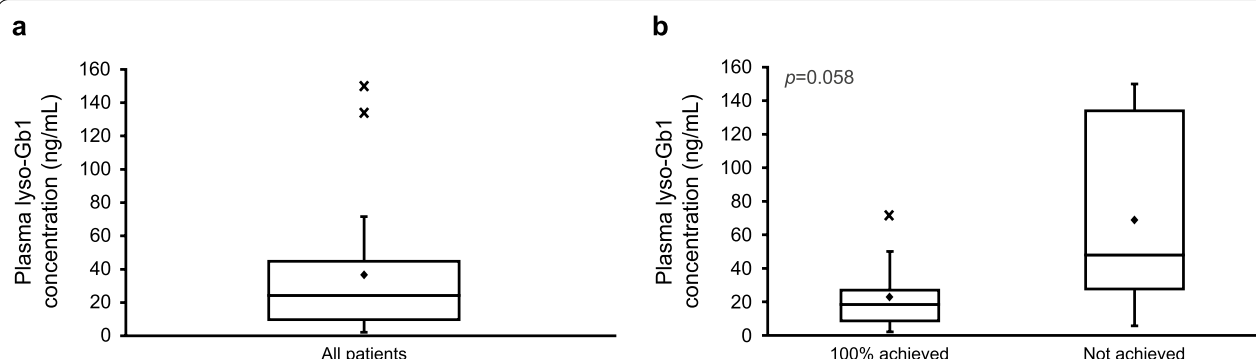 a
Plasma lyso-Gb1
concentration (ng/mL)
160
140
120
100
80
60
40
20
0
All patients
b
Plasma lyso-Gb1
concentration (ng/mL)
160
140
120
100
80
60
40
20
0
p=0.058
100% achieved
Not achieved